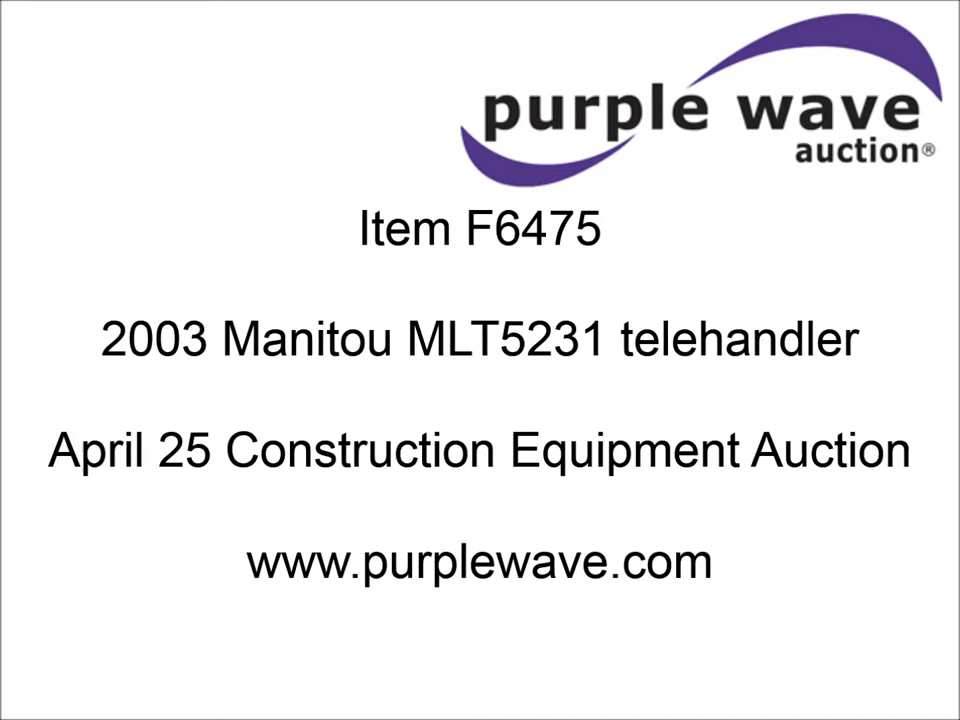 purple wave
auction®
Item F6475
2003 Manitou MLT5231 telehandler
April 25 Construction Equipment Auction
www.purplewave.com